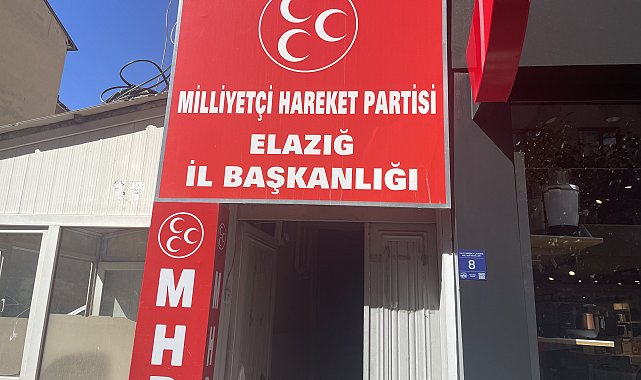 MİLLİYETÇİ HAREKET PARTİSİ
ELAZIĞ
İL BAŞKANLIĞI
MH
8